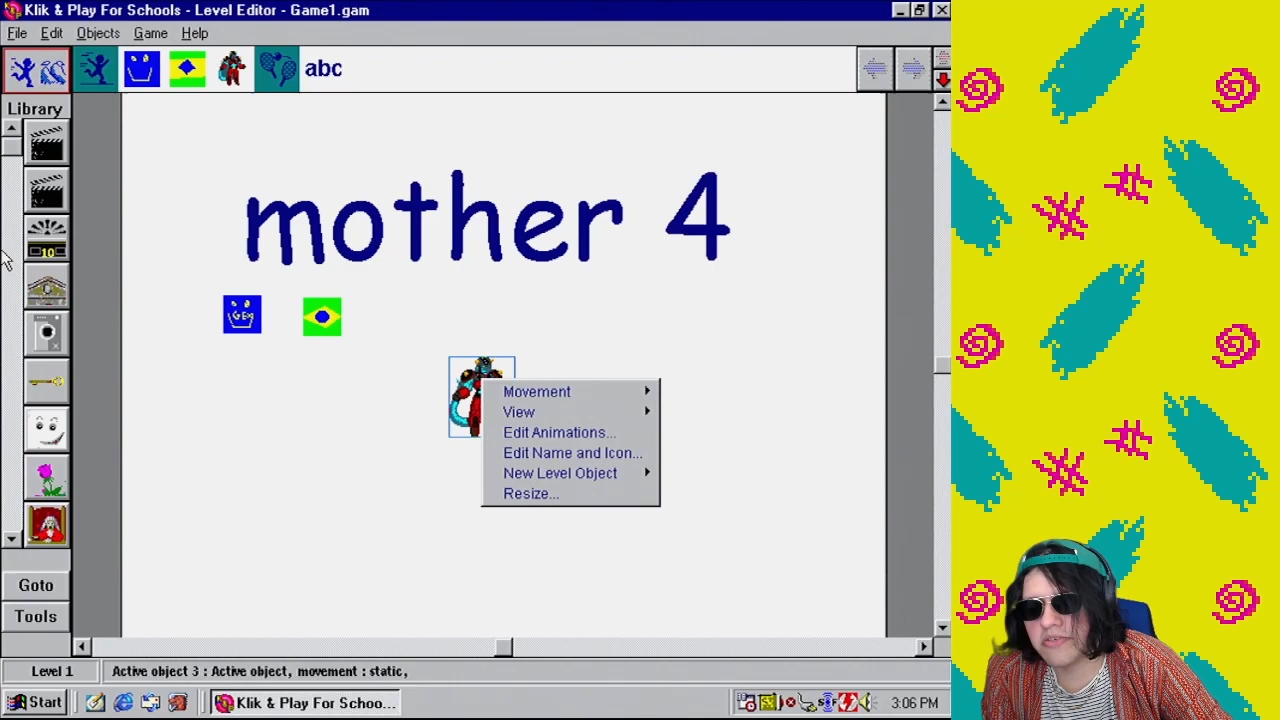 Klik & Play For Schools - Level Editor - Game1.gam
File Edit Objects Game Help
abc
Library
10
mother 4
Movement
View
Edit Animations...
Edit Name and Icon...
New Level Object
Resize...
Goto
Tools
Level 1 Active object 3 : Active object, movement : static,
Start Klik & Play For Schoo... 3:06 PM